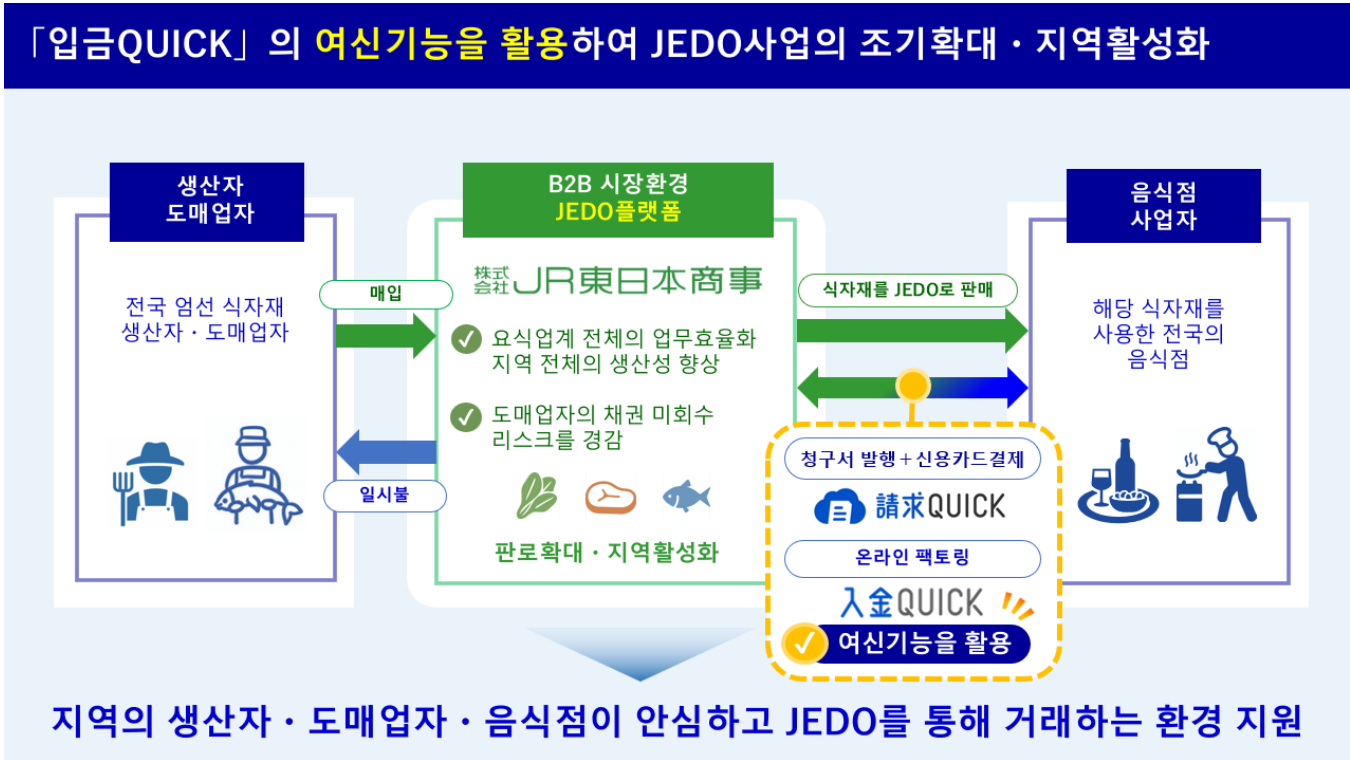 「입금QUICK」의 여신기능을 활용하여 JEDO사업의 조기확대・지역활성화
생산자
도매업자
전국 엄선 식자재
생산자・도매업자
매입
일시불
B2B 시장환경
JEDO플랫폼
株式会社JR東日本商事
요식업계 전체의 업무효율화
지역 전체의 생산성 향상
도매업자의 채권 미회수
리스크를 경감
판로확대・지역활성화
식자재를 JEDO로 판매
청구서 발행+신용카드결제
請求QUICK
온라인 팩토링
入金QUICK
여신기능을 활용
음식점
사업자
해당 식자재를
사용한 전국의
음식점
지역의 생산자・도매업자・음식점이 안심하고 JEDO를 통해 거래하는 환경 지원